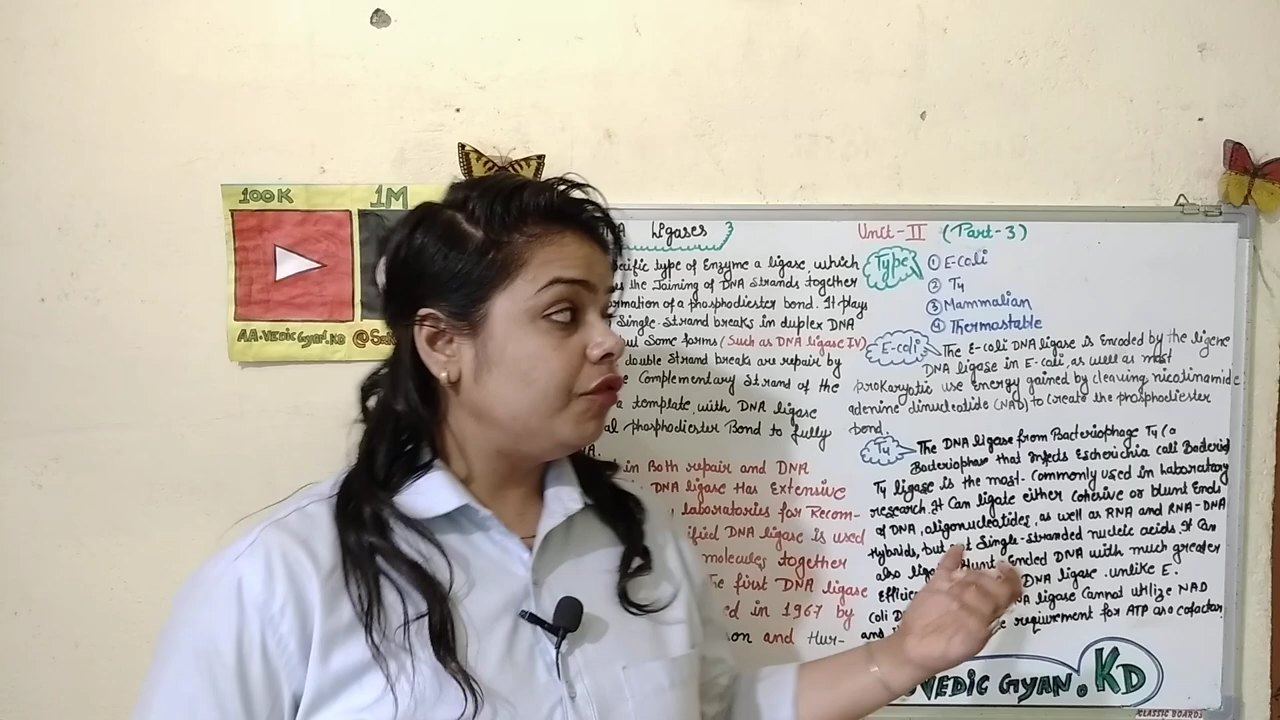 100K 1M
AA.VEDIC GYAN.KD
Ligases
Unit-II (Part-3)
type of Enzyme a ligase, which
the Joining of DNA Strands together
of a phosphodiester bond. It plays
Single-Strand breaks in duplex DNA
but Some forms (Such as DNA ligase IV)
double Strand breaks are repair by
Complementary Strand of the
a template, with DNA ligase
phosphodiester Bond to fully
in Both repair and DNA
DNA ligase Has Extensive
laboratories for Recom-
DNA ligase is used
molecules together
first DNA ligase
in 1967 by
and Hur-
Type
① E-coli
② T4
③ Mammalian
④ Thermostable
E-coli
The E-coli DNA ligase is Encoded by the ligene
DNA ligase in E-coli, as well as most
prokaryotic use energy gained by cleaving nicotinamide
adenine dinucleotide (NAD) to create the phosphodiester
bond.
T4
The DNA ligase from Bacteriophage T4 (a
Bacteriophage that infects Escherichia coli
T4 ligase is the most-Commonly used in laboratory
research. It Can ligate either cohesive or blunt Ends
of DNA, oligonucleotides, as well as RNA and RNA-DNA
Hybrids, but Single-stranded nucleic acids. It Can
also Ended DNA with much greater
DNA ligase. unlike E.
coli ligase Cannot utilize NAD
and requirement for ATP as a cofactor.
VEDIC GYAN. KD
CLASSIC BOARDS